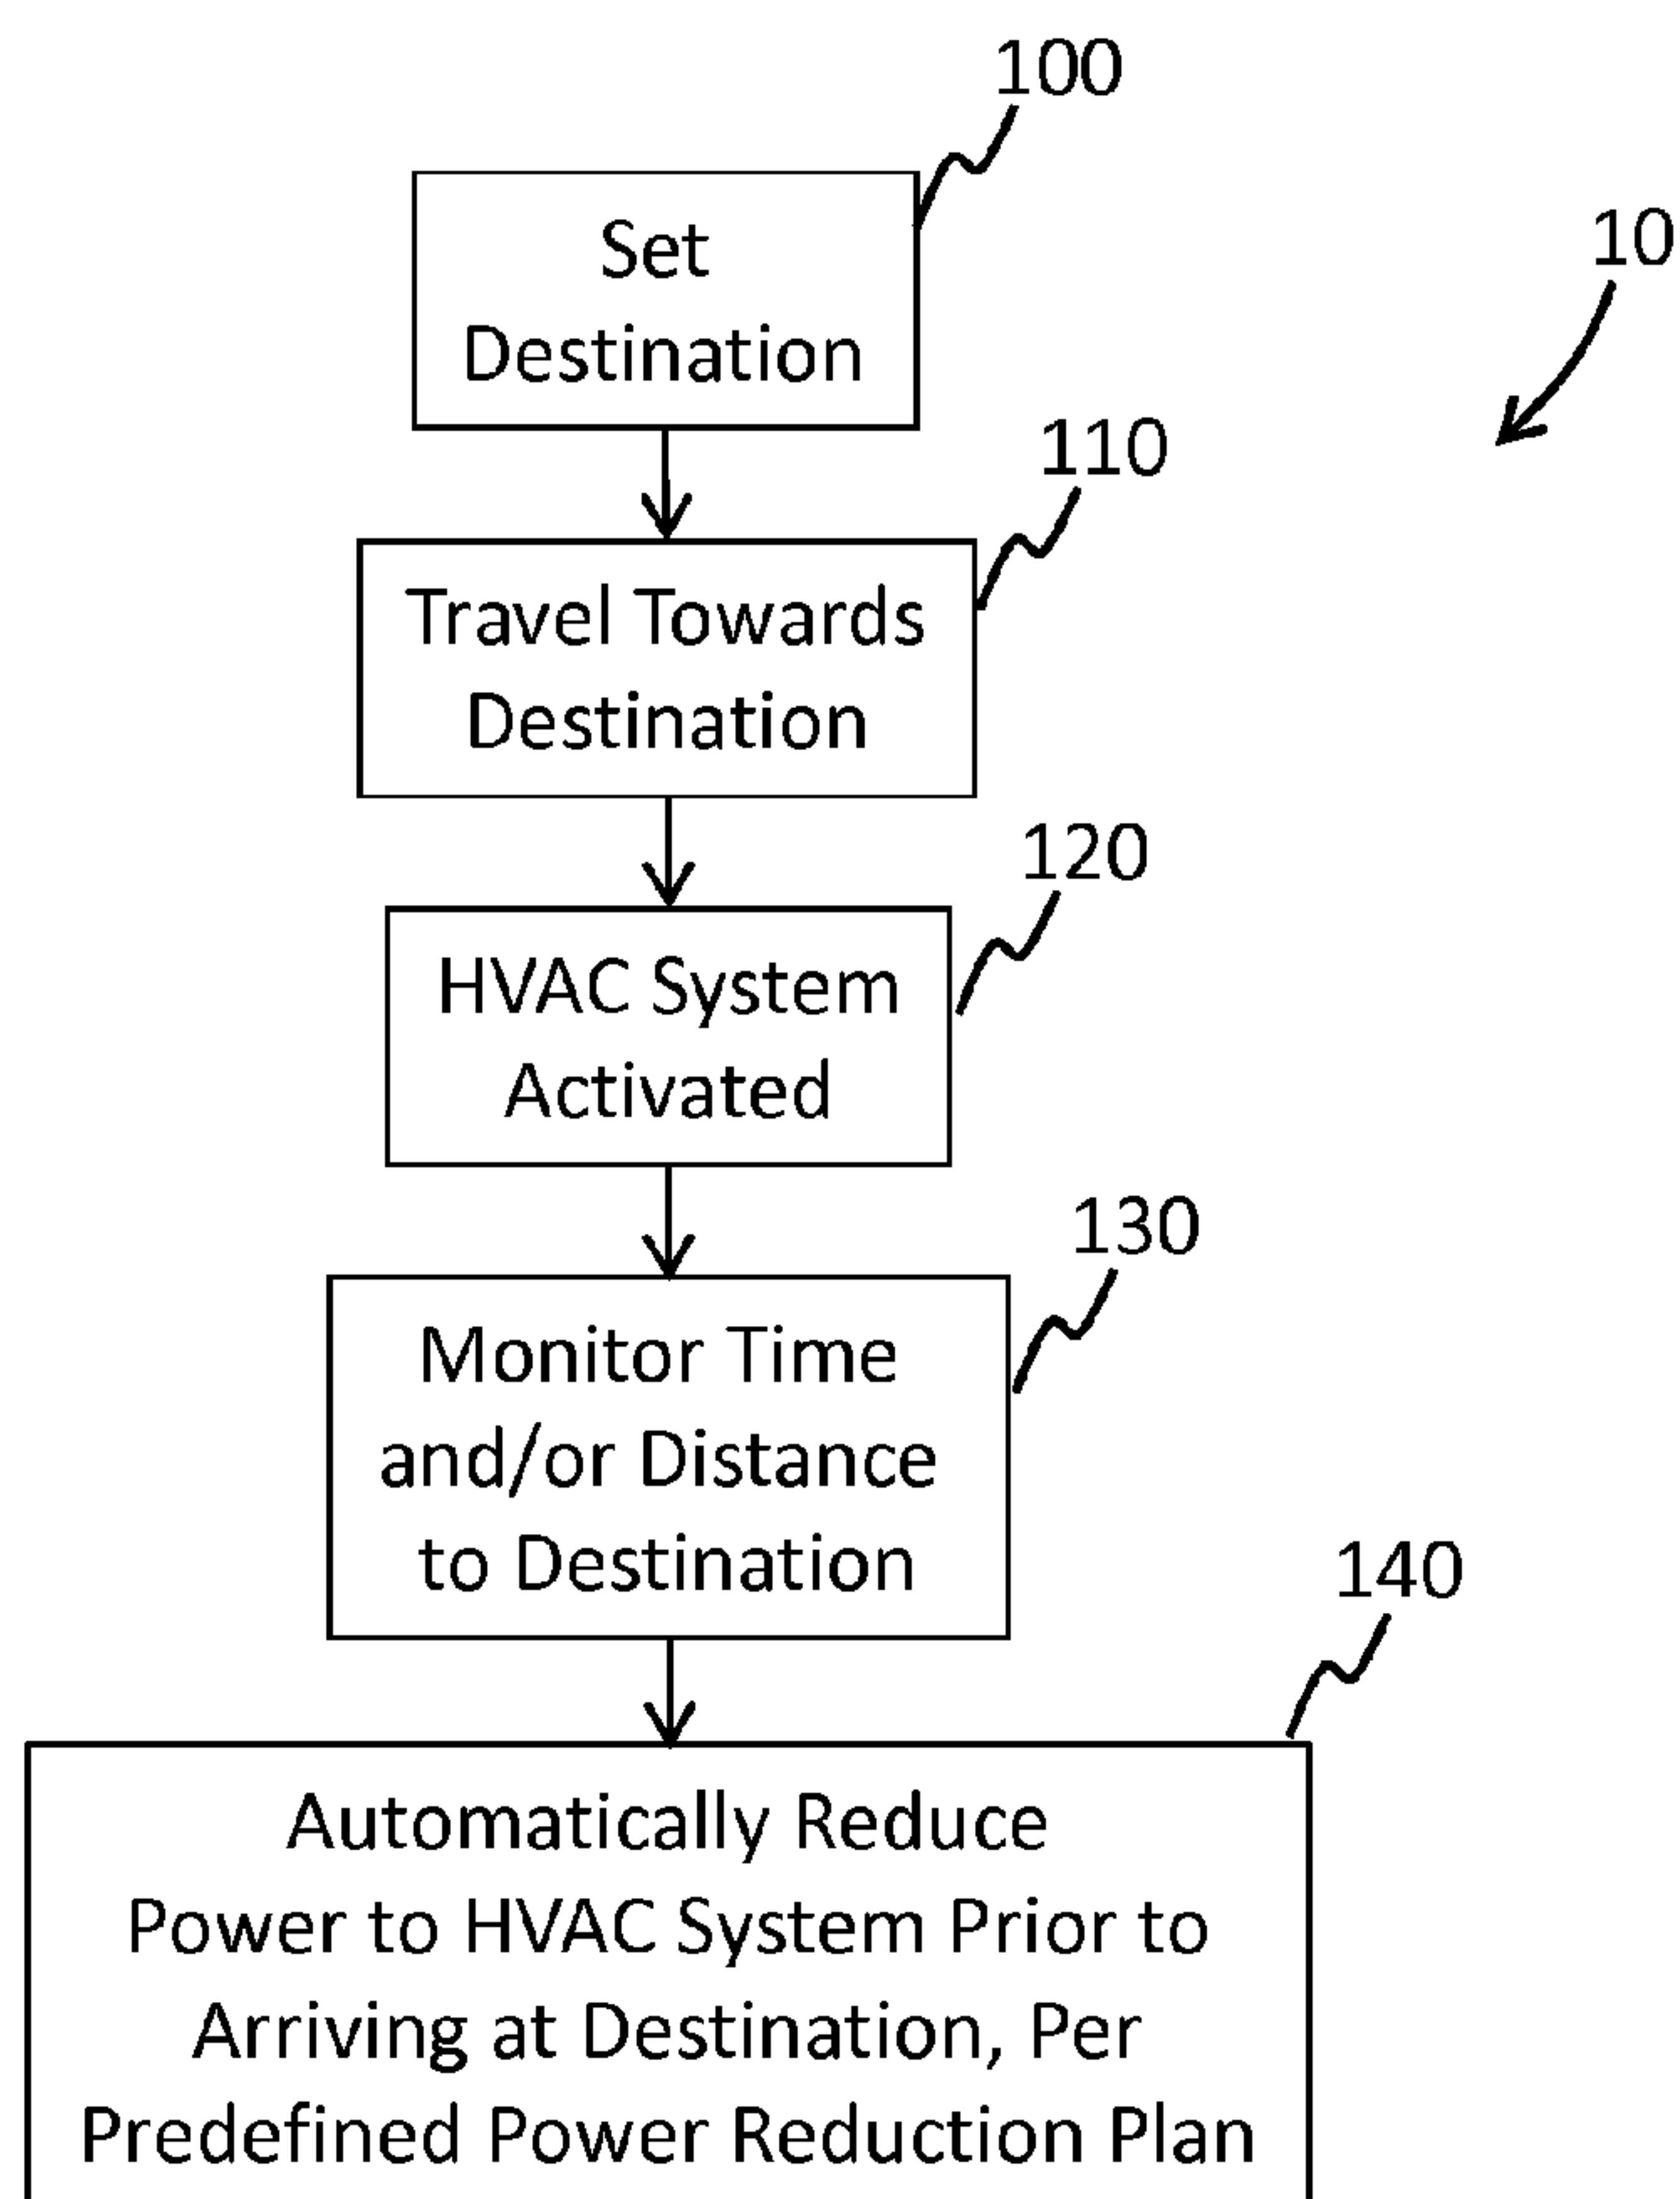 100
Set
Destination
10
110
Travel Towards
Destination
120
HVAC System
Activated
130
Monitor Time
and/or Distance
to Destination
140
Automatically Reduce
Power to HVAC System Prior to
Arriving at Destination, Per
Predefined Power Reduction Plan